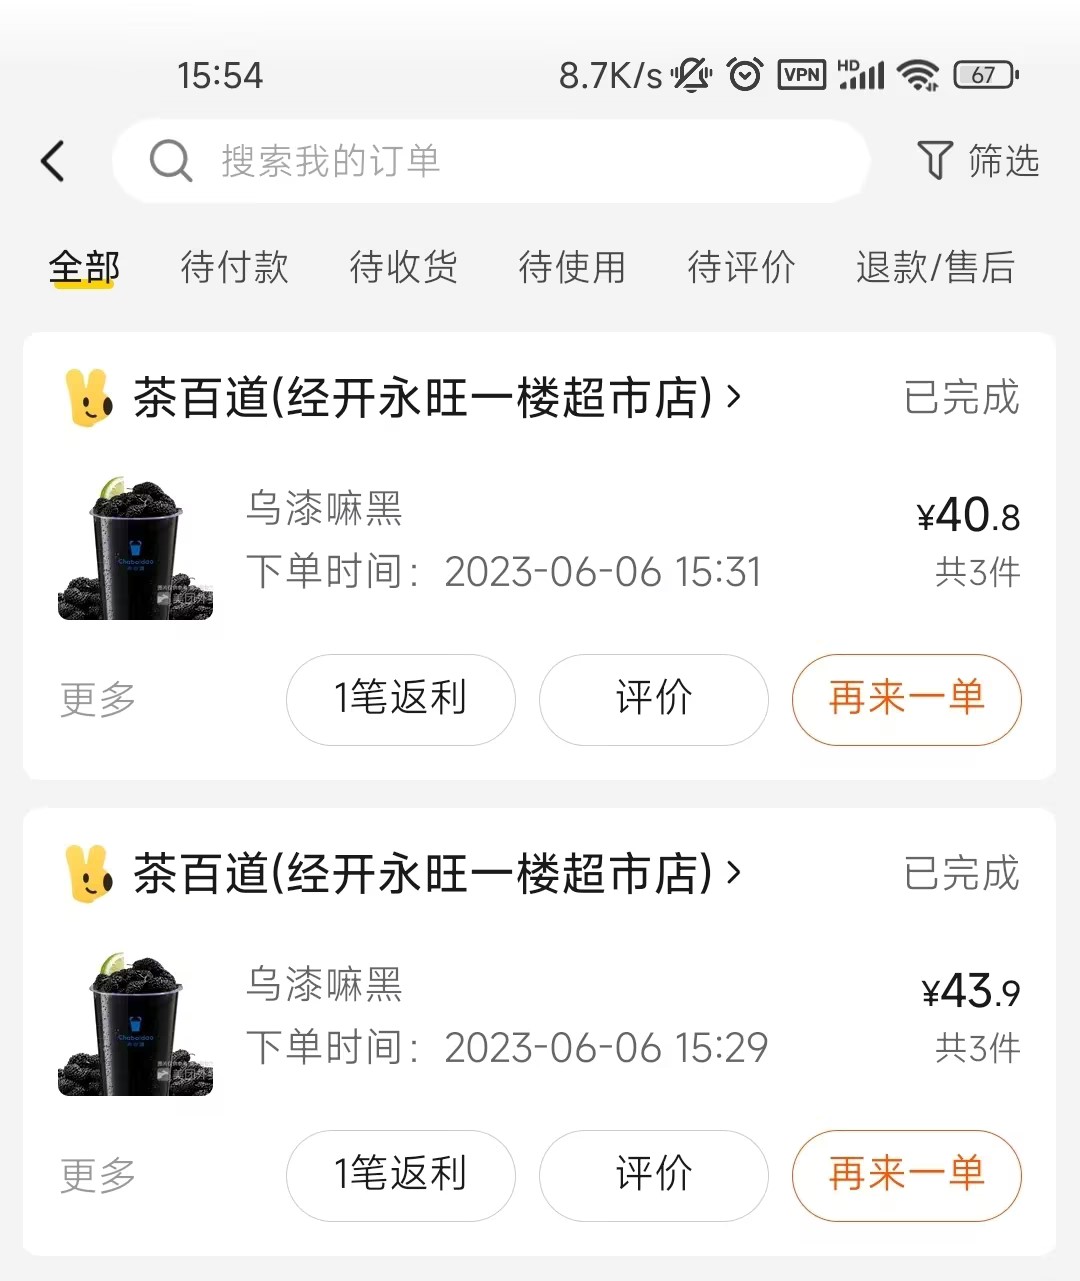 15:54
8.7K/s VPN HD 67
搜索我的订单
筛选
全部 待付款 待收货 待使用 待评价 退款/售后
茶百道(经开永旺一楼超市店) 已完成
乌漆嘛黑
¥40.8
下单时间：2023-06-06 15:31
共3件
Chabaidao
更多 1笔返利 评价 再来一单
茶百道(经开永旺一楼超市店) 已完成
乌漆嘛黑
¥43.9
下单时间：2023-06-06 15:29
共3件
Chabaidao
更多 1笔返利 评价 再来一单